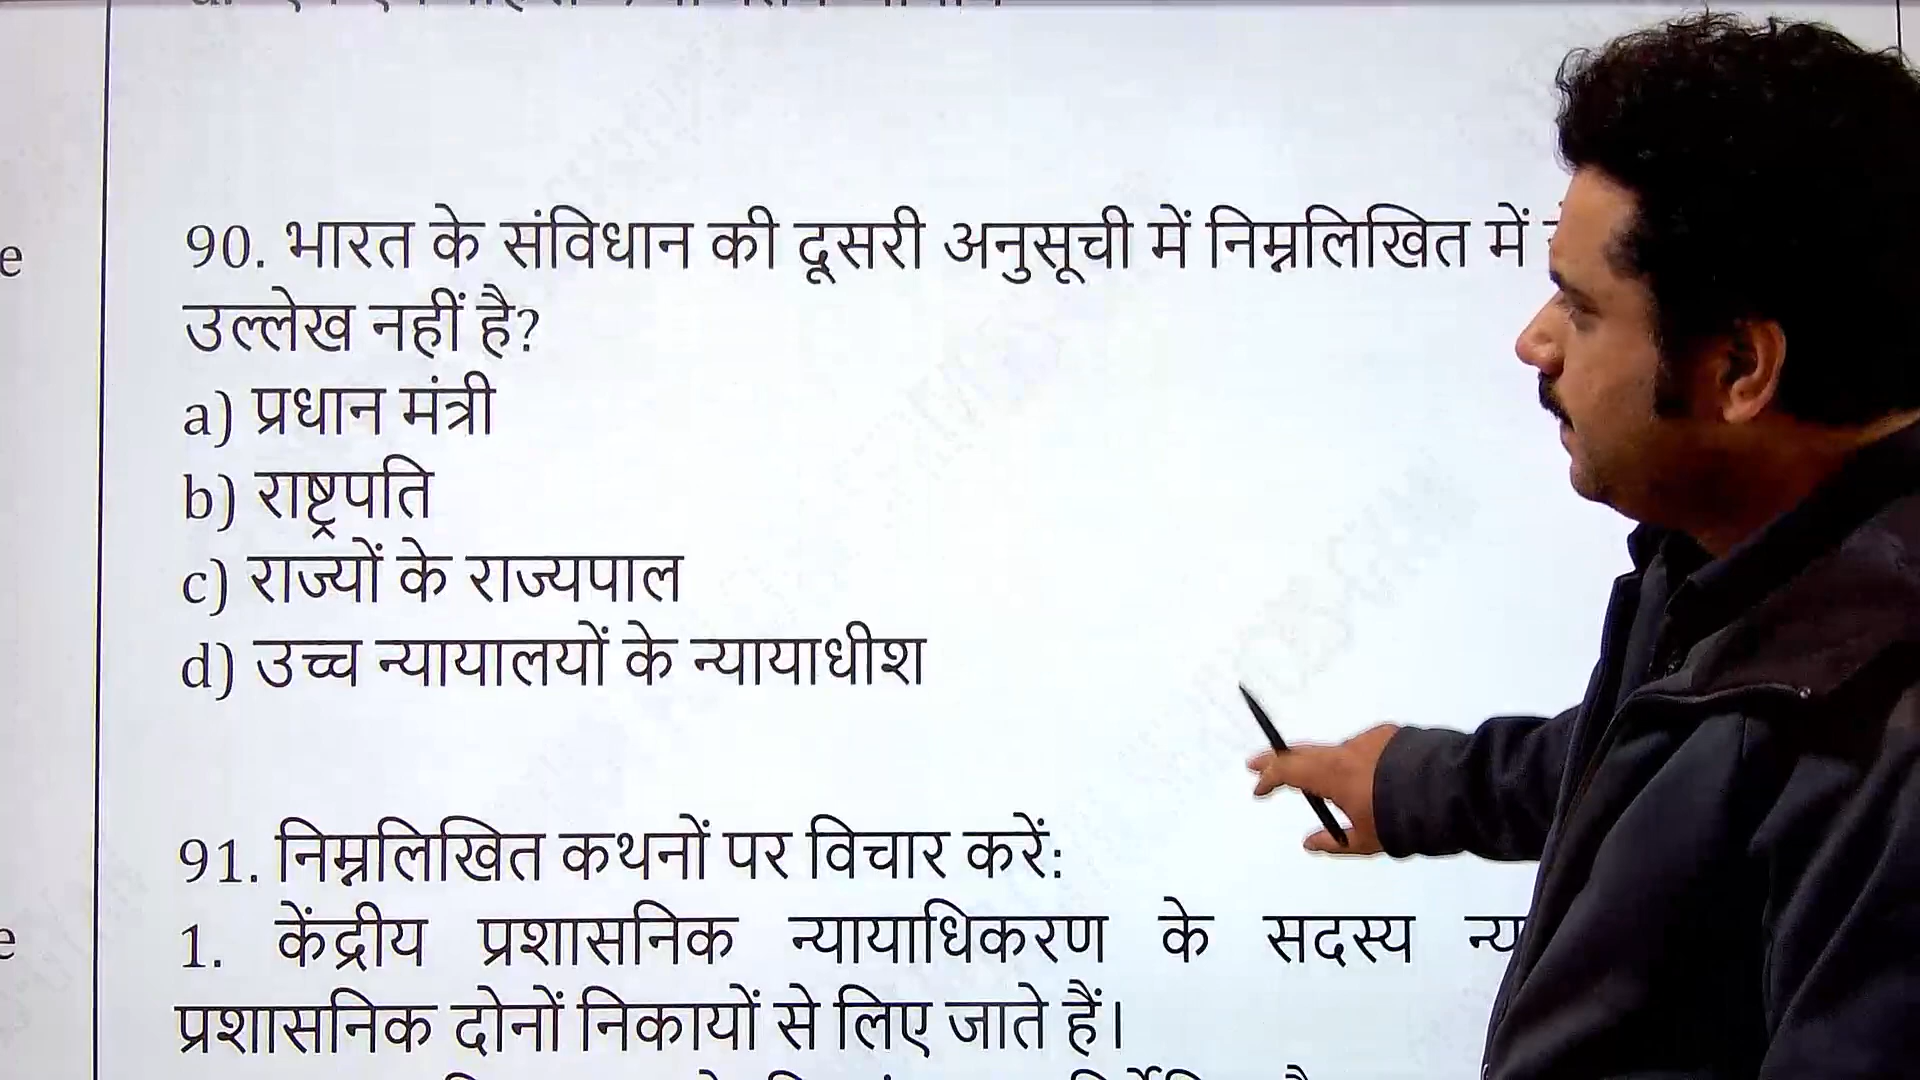 90. भारत के संविधान की दूसरी अनुसूची में निम्नलिखित में
उल्लेख नहीं है?
a) प्रधान मंत्री
b) राष्ट्रपति
c) राज्यों के राज्यपाल
d) उच्च न्यायालयों के न्यायाधीश
91. निम्नलिखित कथनों पर विचार करें:
1. केंद्रीय प्रशासनिक न्यायाधिकरण के सदस्य
प्रशासनिक दोनों निकायों से लिए जाते हैं।